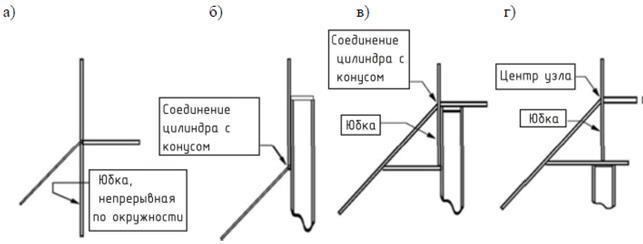 а)
б)
в)
г)
Юбка,
непрерывная
по окружности
Соединение
цилиндра с
конусом
Соединение
цилиндра с
конусом
Юбка
Центр узла
Юбка